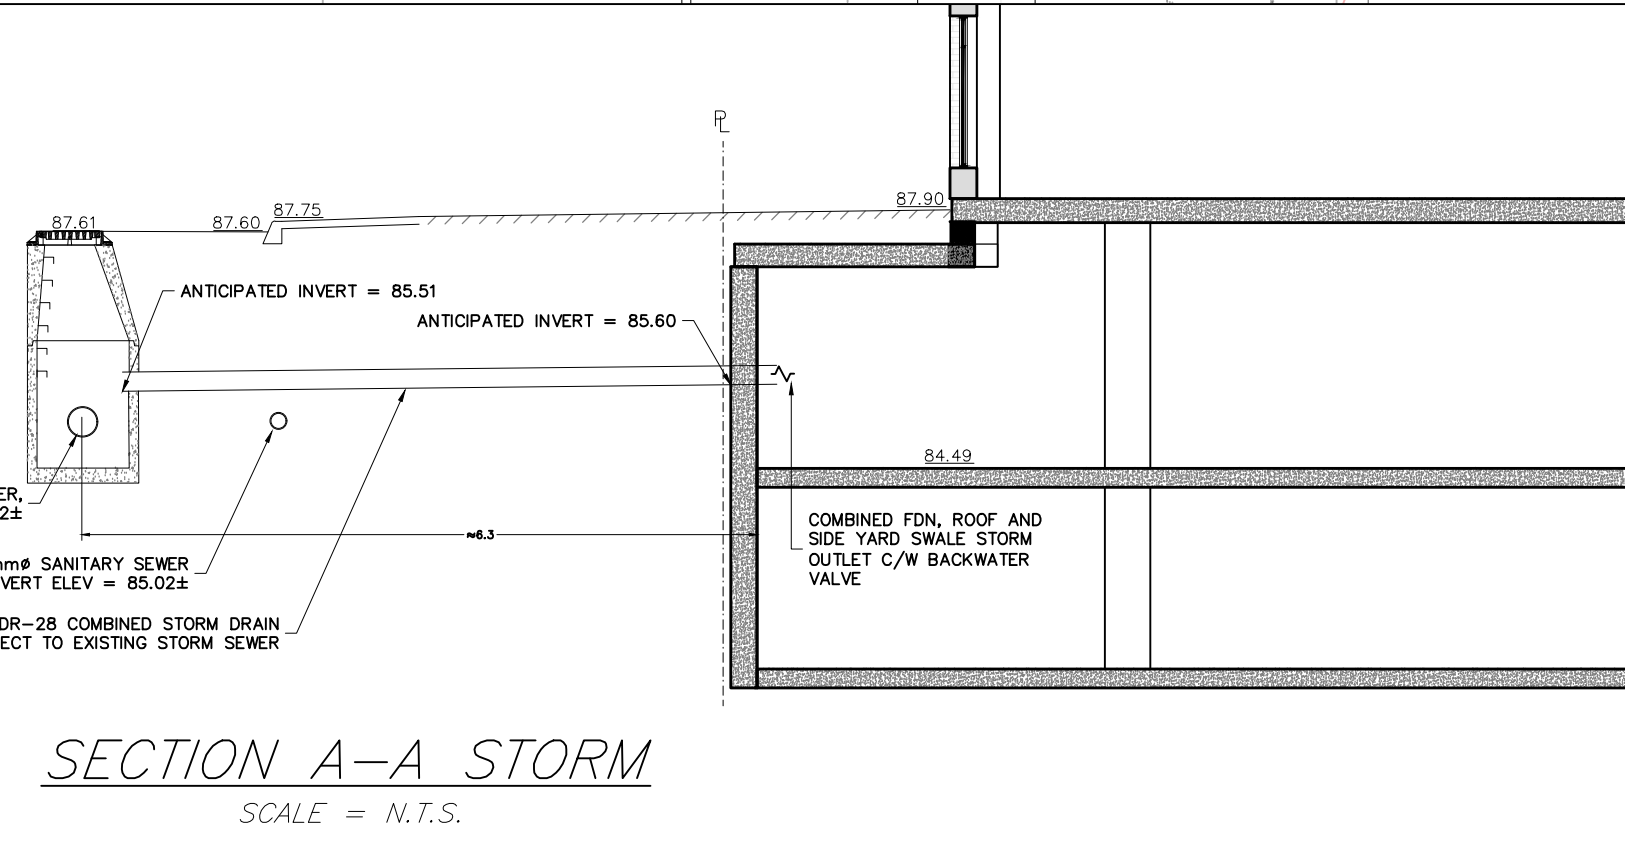 PL
87.61
87.60
87.75
87.90
ANTICIPATED INVERT = 85.51
ANTICIPATED INVERT = 85.60
84.49
ER,
2±
≈6.3
COMBINED FDN, ROOF AND
SIDE YARD SWALE STORM
OUTLET C/W BACKWATER
VALVE
mø SANITARY SEWER
VERT ELEV = 85.02±
DR-28 COMBINED STORM DRAIN
ECT TO EXISTING STORM SEWER
SECTION A-A STORM
SCALE = N.T.S.